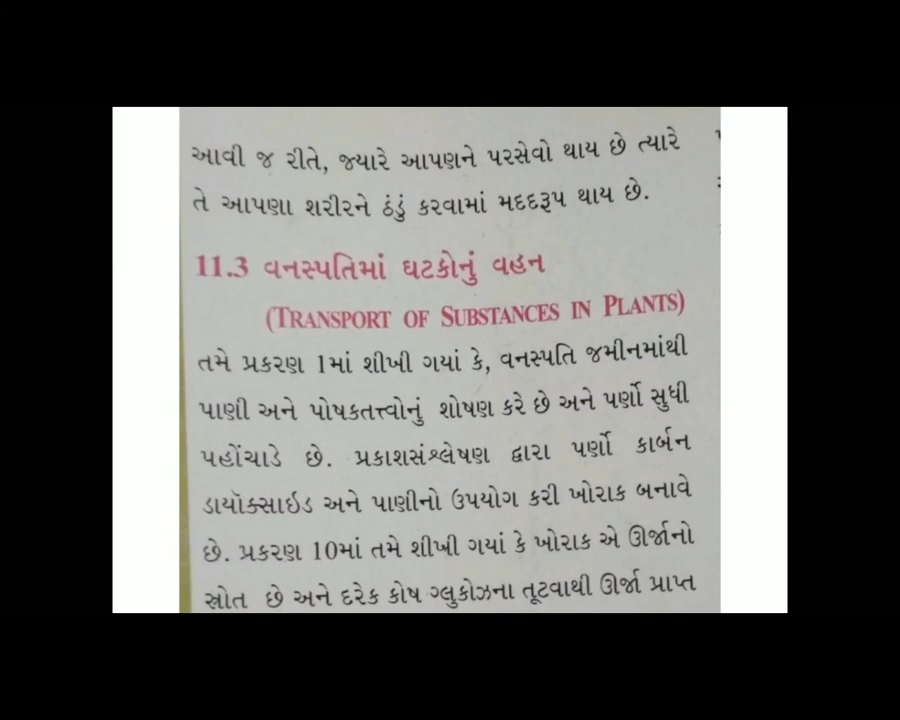 આવી જ રીતે, જ્યારે આપણને પરસેવો થાય છે ત્યારે
તે આપણા શરીરને ઠંડું કરવામાં મદદરૂપ થાય છે.
11.3 વનસ્પતિમાં ઘટકોનું વહન
(TRANSPORT OF SUBSTANCES IN PLANTS)
તમે પ્રકરણ 1માં શીખી ગયાં કે, વનસ્પતિ જમીનમાંથી
પાણી અને પોષકતત્ત્વોનું શોષણ કરે છે અને પર્ણો સુધી
પહોંચાડે છે. પ્રકાશસંશ્લેષણ દ્વારા પર્ણો કાર્બન
ડાયૉક્સાઇડ અને પાણીનો ઉપયોગ કરી ખોરાક બનાવે
છે. પ્રકરણ 10માં તમે શીખી ગયાં કે ખોરાક એ ઊર્જાનો
સ્રોત છે અને દરેક કોષ ગ્લુકોઝના તૂટવાથી ઊર્જા પ્રાપ્ત